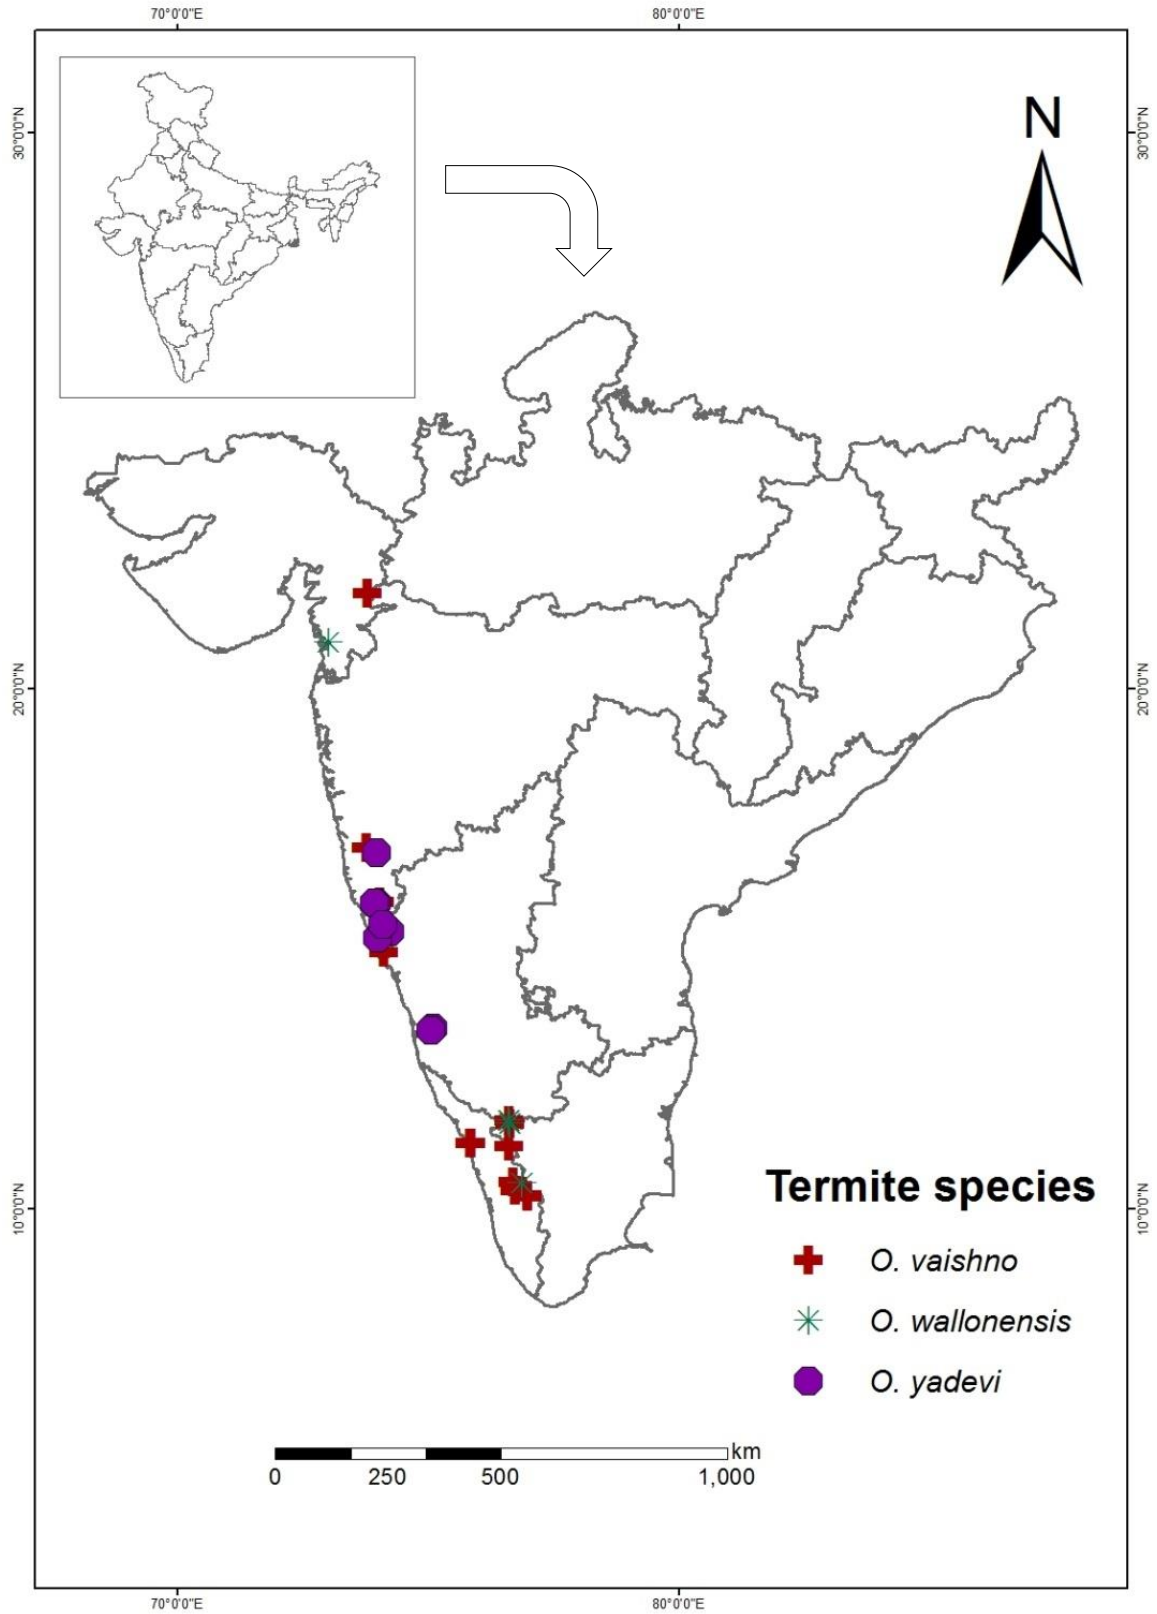 70°0'0"E 80°0'0"E
30°0'0"N 30°0'0"N
N
20°0'0"N 20°0'0"N
10°0'0"N 10°0'0"N
Termite species
O. vaishno
O. wallonensis
O. yadevi
km
0 250 500 1,000
70°0'0"E 80°0'0"E